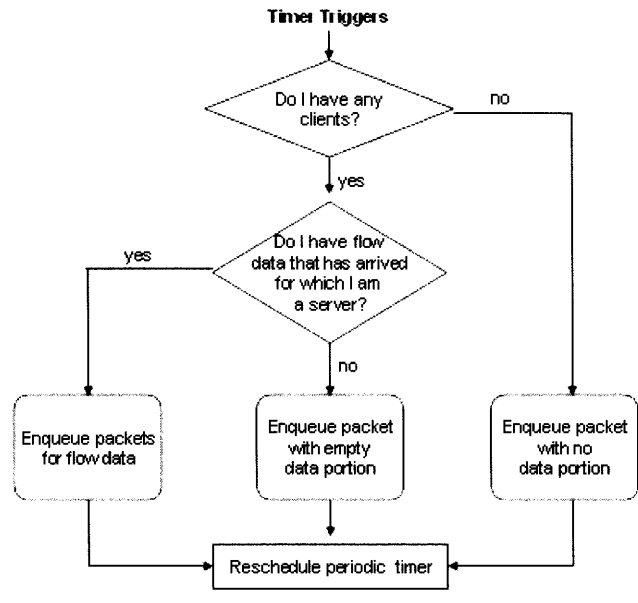 Timer Triggers
Do I have any
clients?
no
yes
Do I have flow
data that has arrived
for which I am
a server?
yes
no
Enqueue packets
for flow data
Enqueue packet
with empty
data portion
Enqueue packet
with no
data portion
Reschedule periodic timer